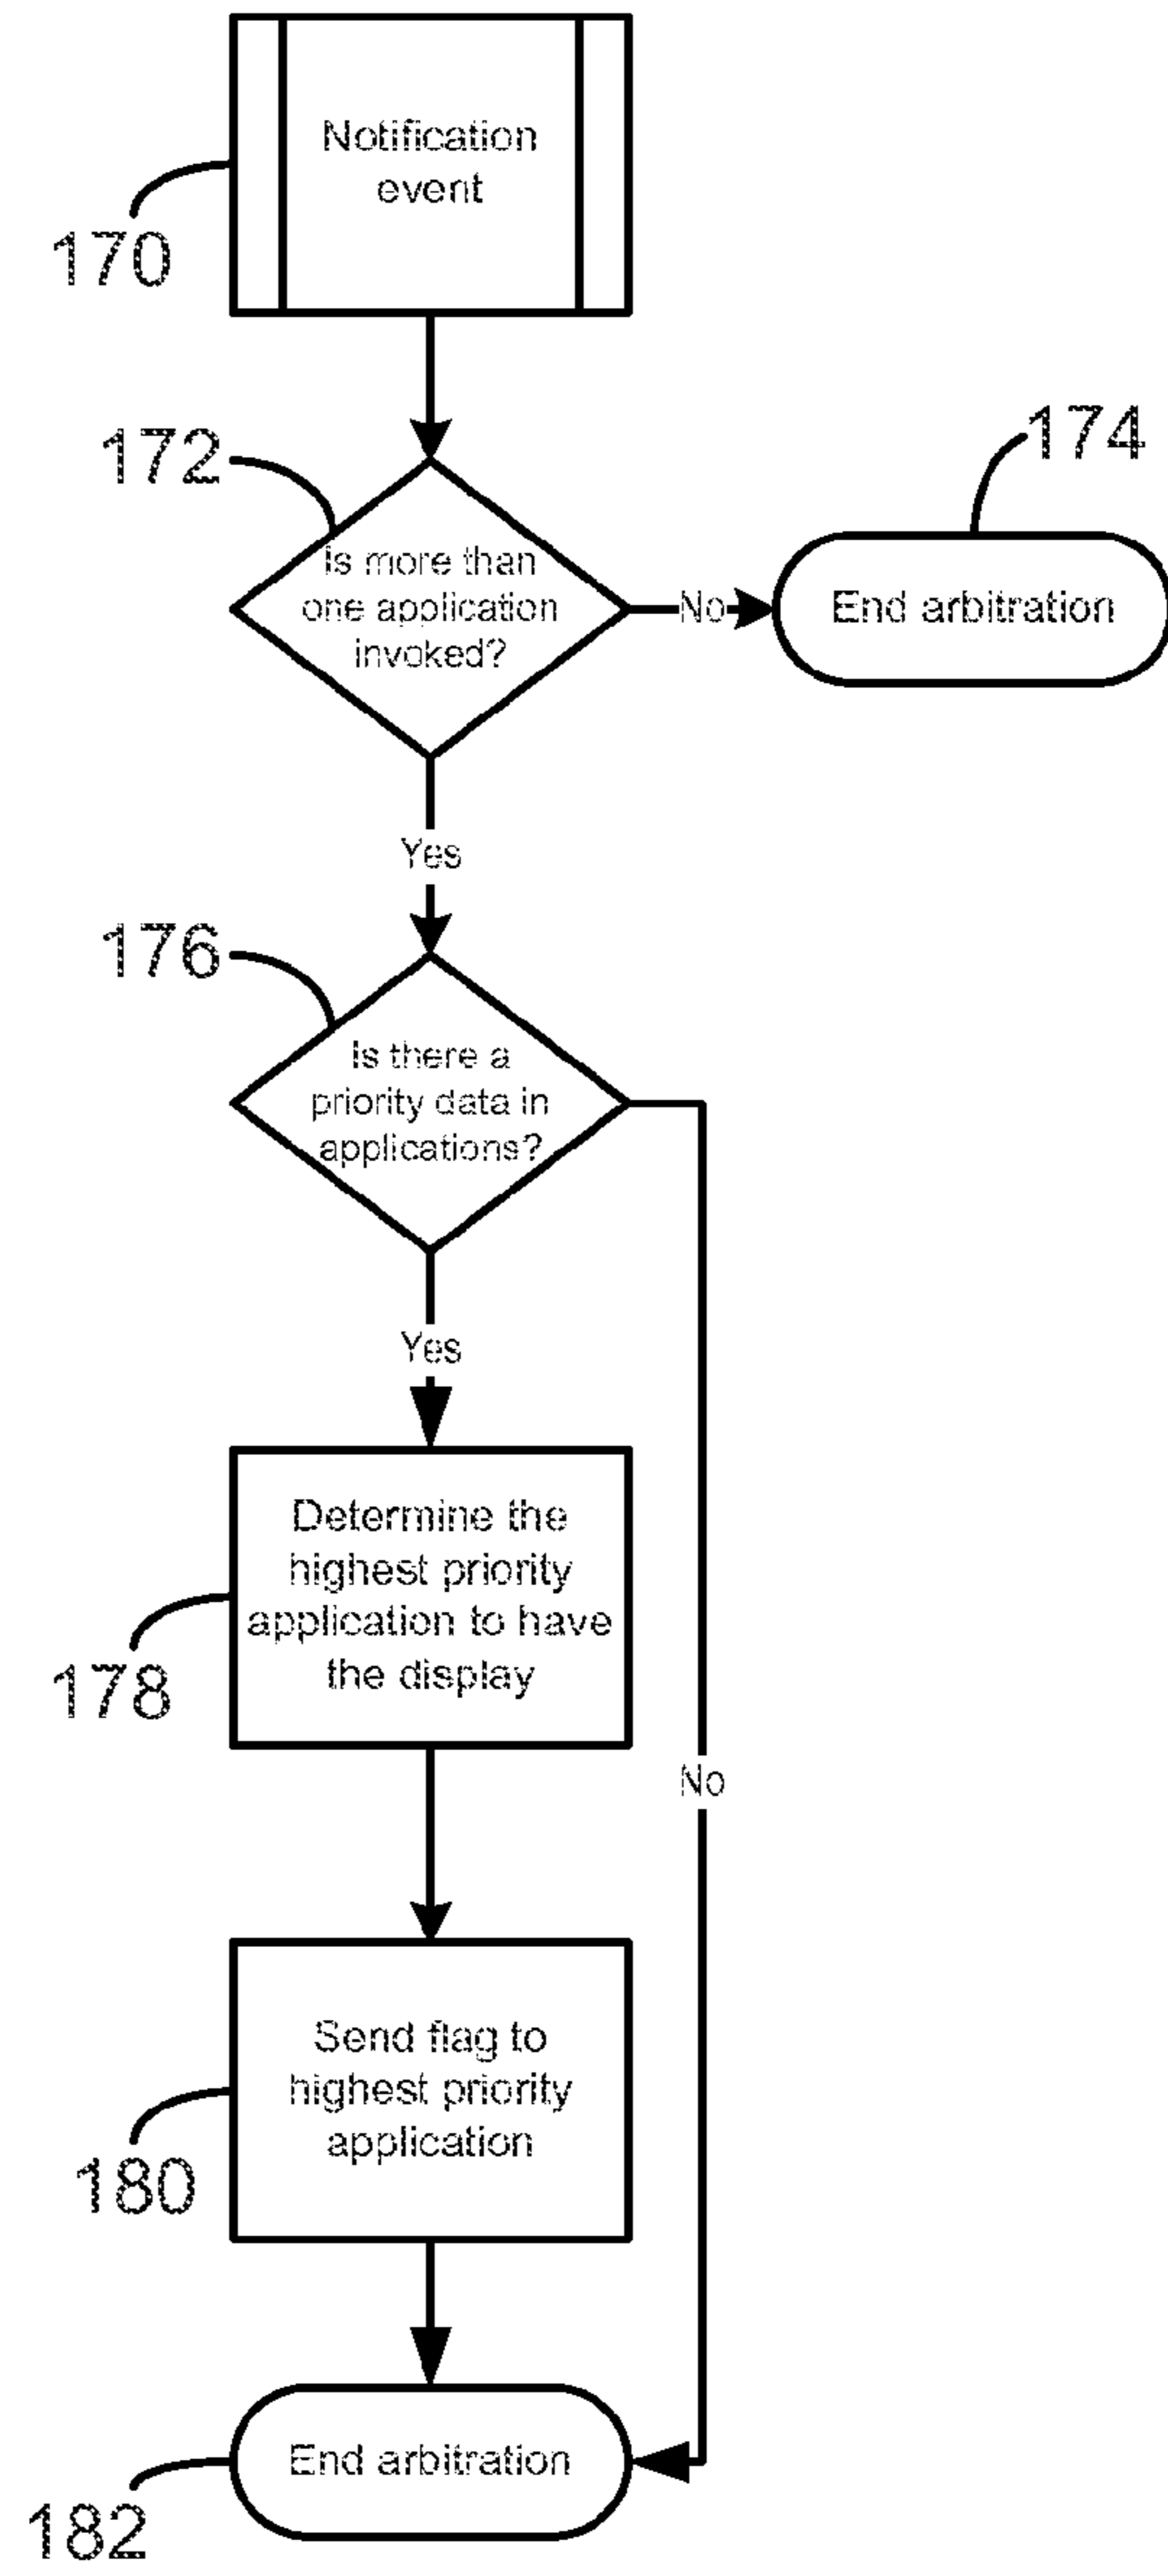 Notification
event
170
172
174
Is more than
one application
invoked?
No
End arbitration
Yes
176
Is there a
priority data in
applications?
Yes
Determine the
highest priority
application to have
the display
178
No
Send flag to
highest priority
application
180
End arbitration
182